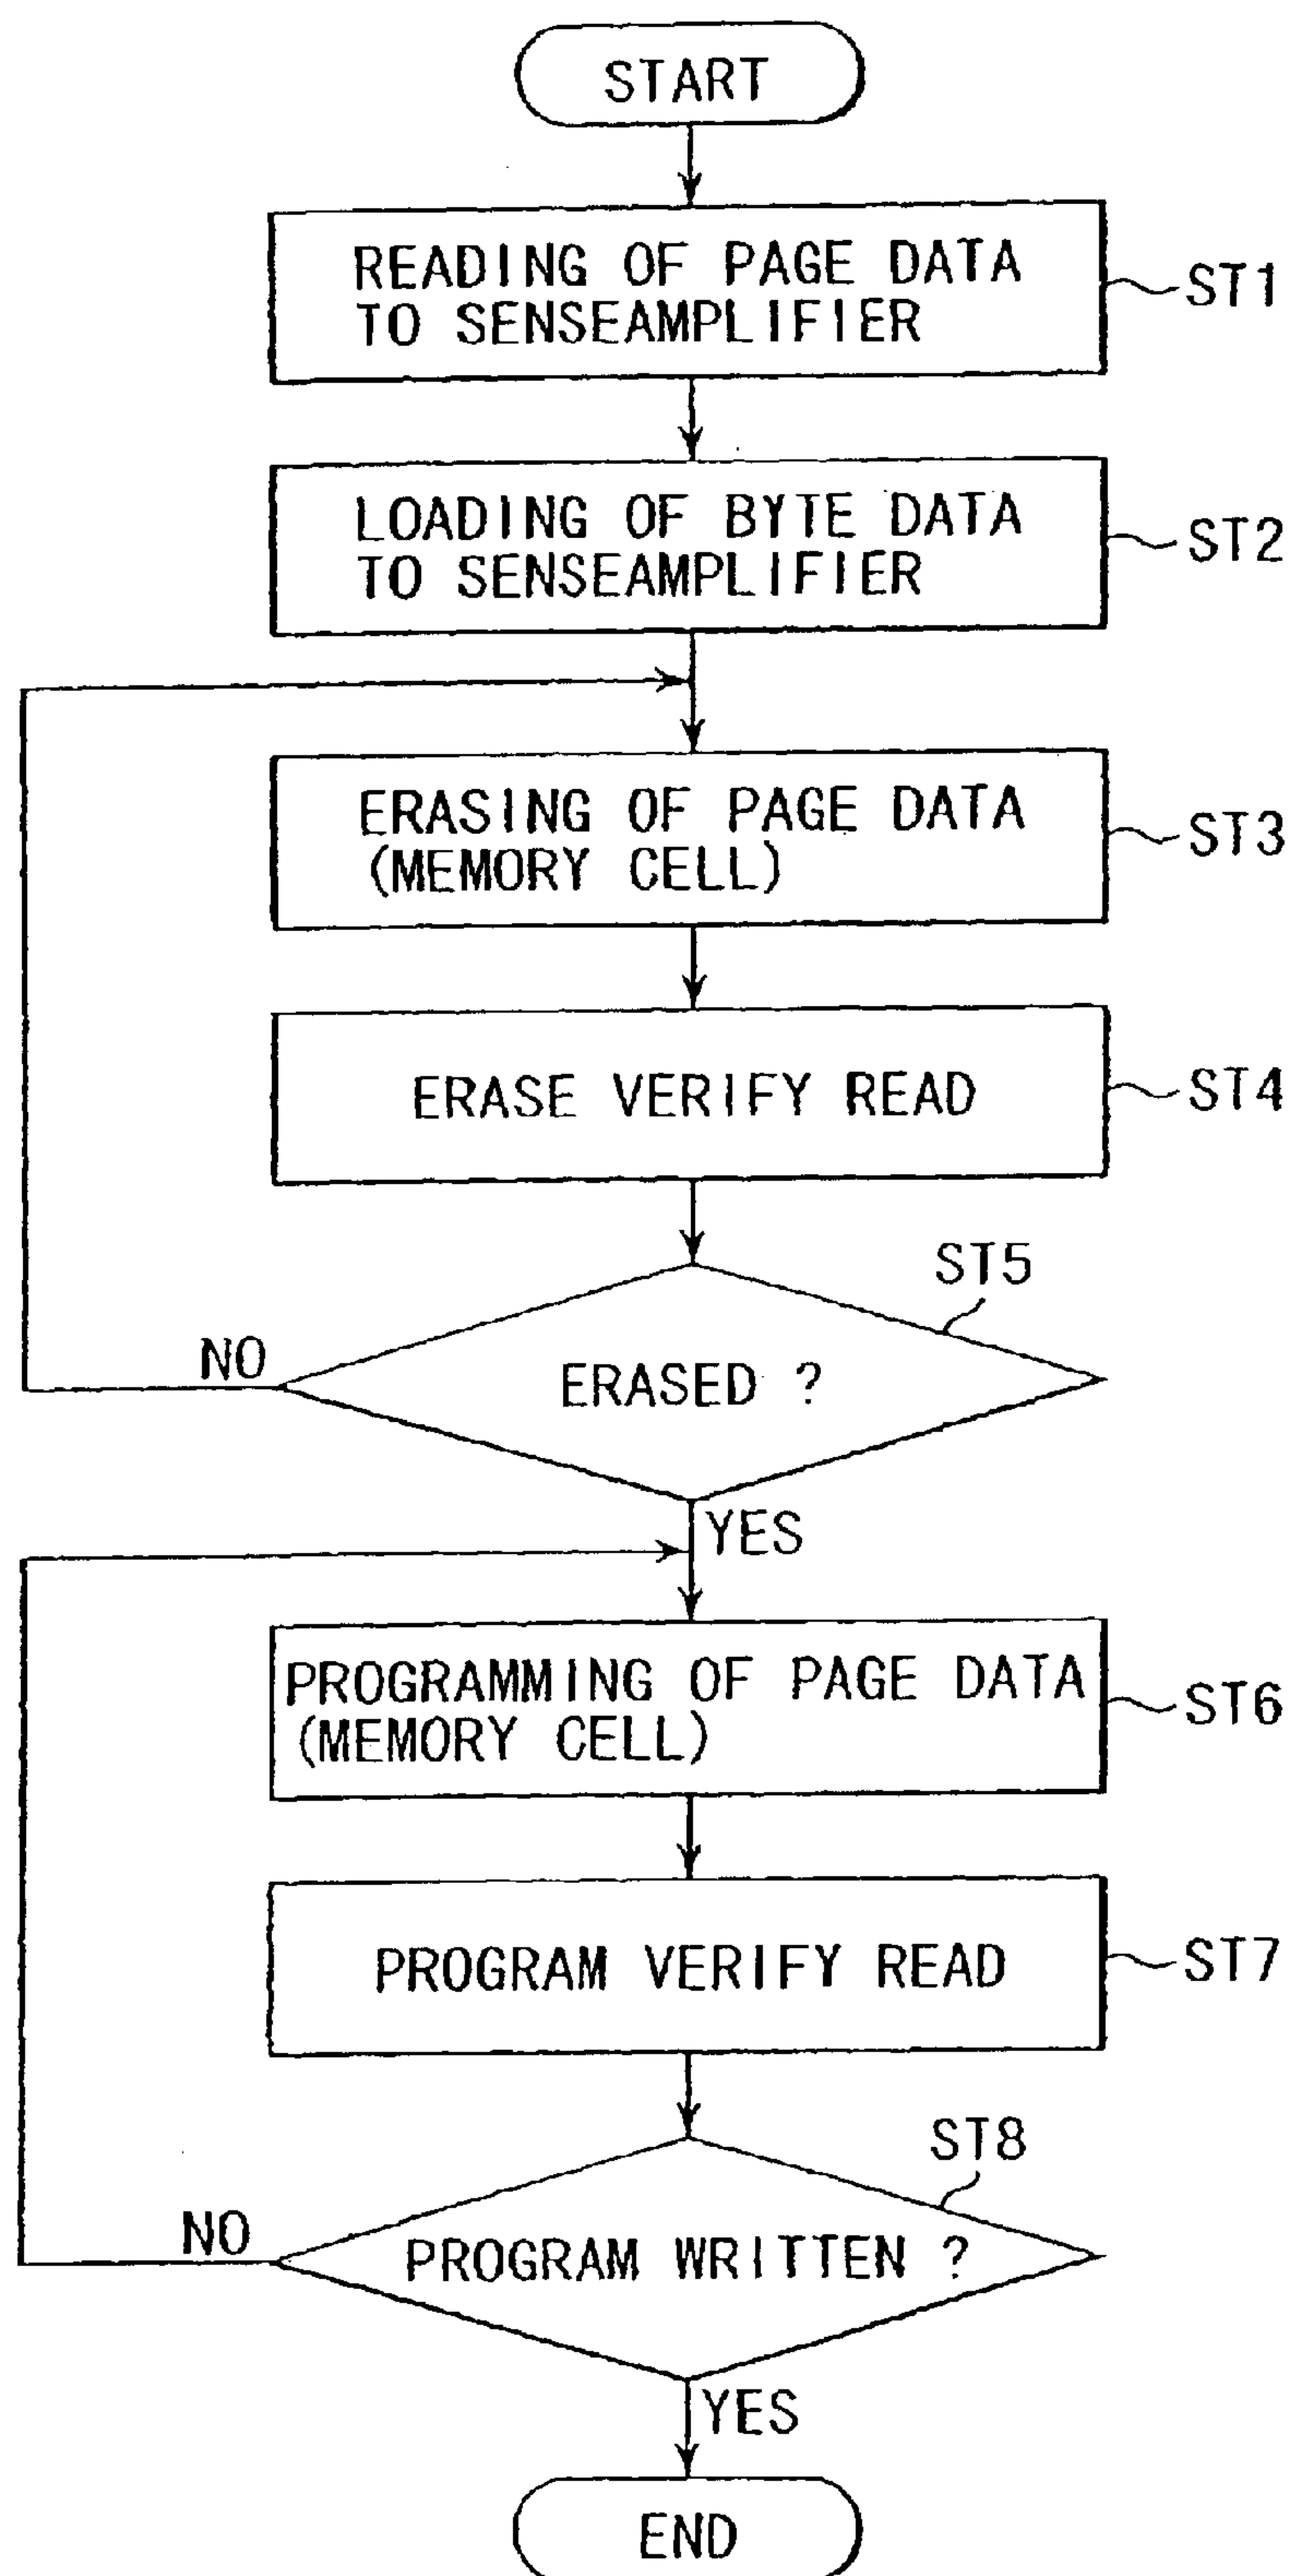 START
READING OF PAGE DATA
TO SENSEAMPLIFIER
ST1
LOADING OF BYTE DATA
TO SENSEAMPLIFIER
ST2
ERASING OF PAGE DATA
(MEMORY CELL)
ST3
ERASE VERIFY READ
ST4
ST5
NO
ERASED ?
YES
PROGRAMMING OF PAGE DATA
(MEMORY CELL)
ST6
PROGRAM VERIFY READ
ST7
ST8
NO
PROGRAM WRITTEN ?
YES
END